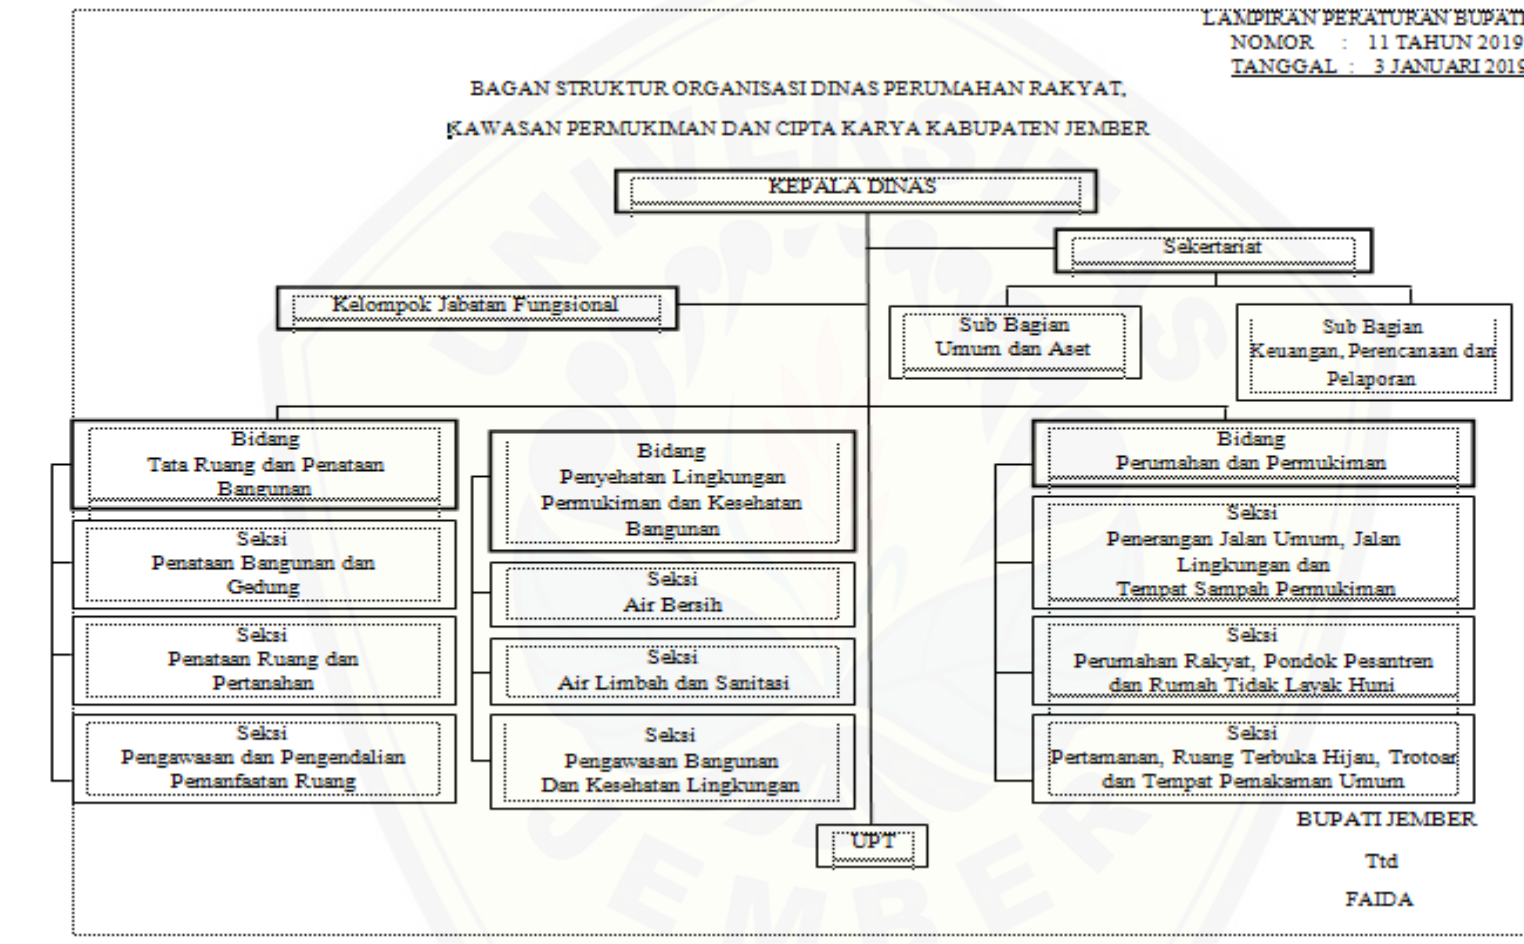 LAMPIRAN PERATURAN BUPATI
NOMOR : 11 TAHUN 2019
TANGGAL : 3 JANUARI 2019
BAGAN STRUKTUR ORGANISASI DINAS PERUMAHAN RAKYAT,
KAWASAN PERMUKIMAN DAN CIPTA KARYA KABUPATEN JEMBER
KEPALA DINAS
Sekertariat
Kelompok Jabatan Fungsional
Sub Bagian
Umum dan Aset
Sub Bagian
Keuangan, Perencanaan dan
Pelaporan
Bidang
Tata Ruang dan Penataan
Bangunan
Seksi
Penataan Bangunan dan
Gedung
Seksi
Penataan Ruang dan
Pertanahan
Seksi
Pengawasan dan Pengendalian
Pemanfaatan Ruang
Bidang
Penyehatan Lingkungan
Permukiman dan Kesehatan
Bangunan
Seksi
Air Bersih
Seksi
Air Limbah dan Sanitasi
Seksi
Pengawasan Bangunan
Dan Kesehatan Lingkungan
Bidang
Perumahan dan Permukiman
Seksi
Penerangan Jalan Umum, Jalan
Lingkungan dan
Tempat Sampah Permukiman
Seksi
Perumahan Rakyat, Pondok Pesantren
dan Rumah Tidak Layak Huni
Seksi
Pertamanan, Ruang Terbuka Hijau, Trotoar
dan Tempat Pemakaman Umum
UPT
BUPATI JEMBER
Ttd
FAIDA
UNIVERSITAS
JEMBER